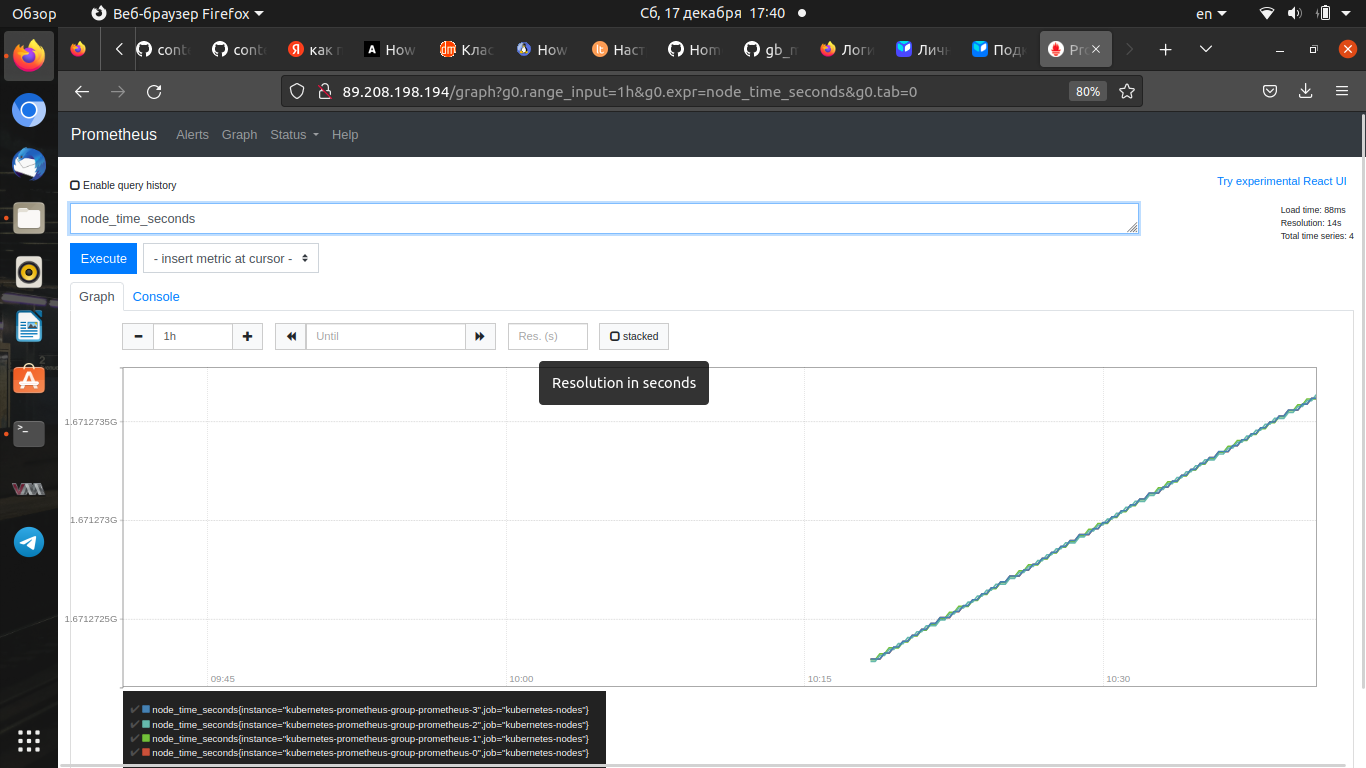 Обзор
Веб-браузер Firefox
Сб, 17 декабря 17:40
en
conte
conte
как п
How
Клас
How
Наст
Hom
gb_m
Логи
Личн
Подк
Pro
89.208.198.194/graph?g0.range_input=1h&g0.expr=node_time_seconds&g0.tab=0
80%
Prometheus
Alerts
Graph
Status
Help
Enable query history
Try experimental React UI
node_time_seconds
Load time: 88ms
Resolution: 14s
Total time series: 4
Execute
- insert metric at cursor -
Graph
Console
1h
Until
Res. (s)
stacked
Resolution in seconds
1.6712735G
1.671273G
1.6712725G
09:45
10:00
10:15
10:30
node_time_seconds{instance="kubernetes-prometheus-group-prometheus-3",job="kubernetes-nodes"}
node_time_seconds{instance="kubernetes-prometheus-group-prometheus-2",job="kubernetes-nodes"}
node_time_seconds{instance="kubernetes-prometheus-group-prometheus-1",job="kubernetes-nodes"}
node_time_seconds{instance="kubernetes-prometheus-group-prometheus-0",job="kubernetes-nodes"}